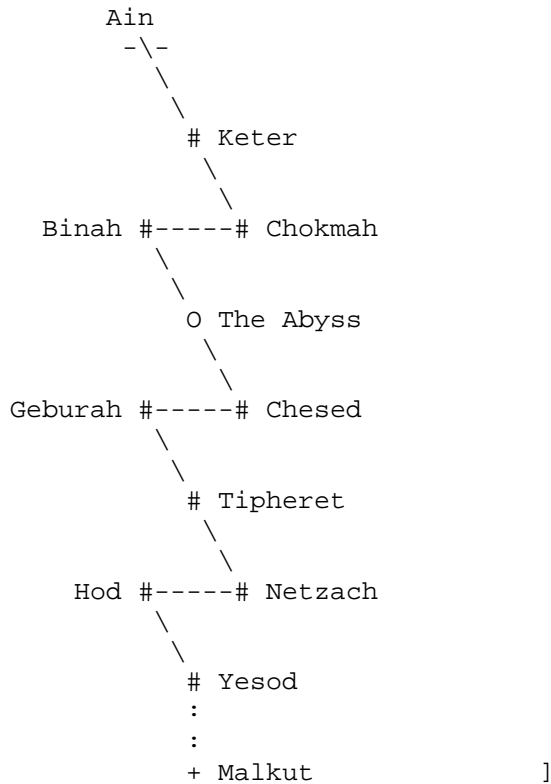 Ain
-\-
\
\
\
# Keter
\
\
\
Binah #-----# Chokmah
\
\
\
O The Abyss
\
\
\
Geburah #-----# Chesed
\
\
\
# Tipheret
\
\
\
Hod #-----# Netzach
\
\
\
# Yesod
:
:
+ Malkut ]